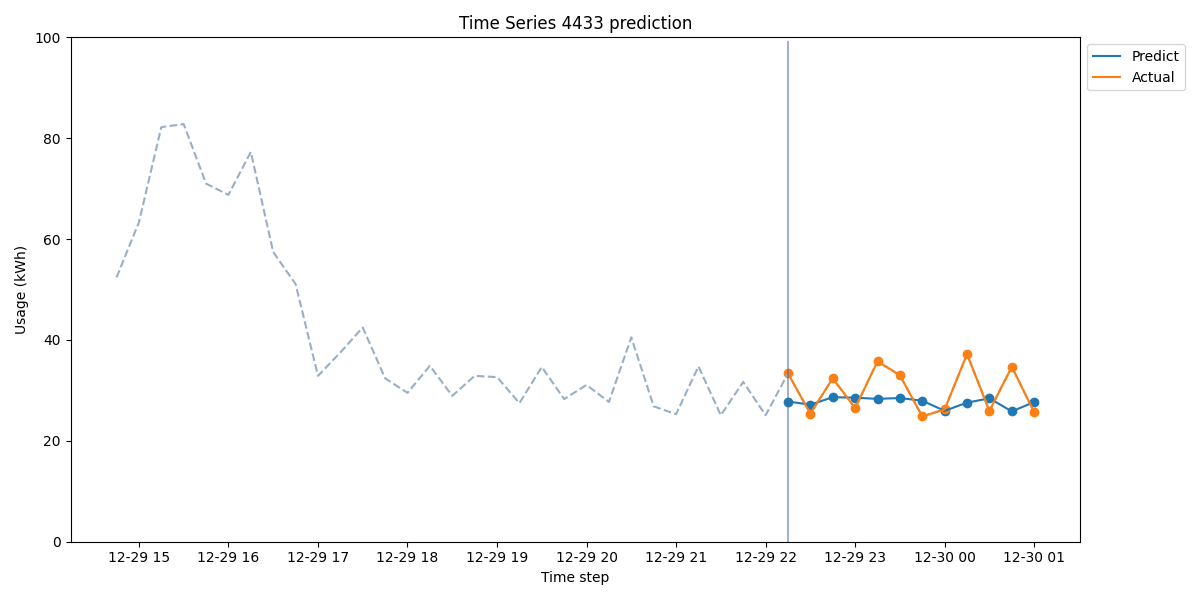 Time Series 4433 prediction
Predict
Actual
Usage (kWh)
100
80
60
40
20
0
12-29 15 12-29 16 12-29 17 12-29 18 12-29 19 12-29 20 12-29 21 12-29 22 12-29 23 12-30 00 12-30 01
Time step